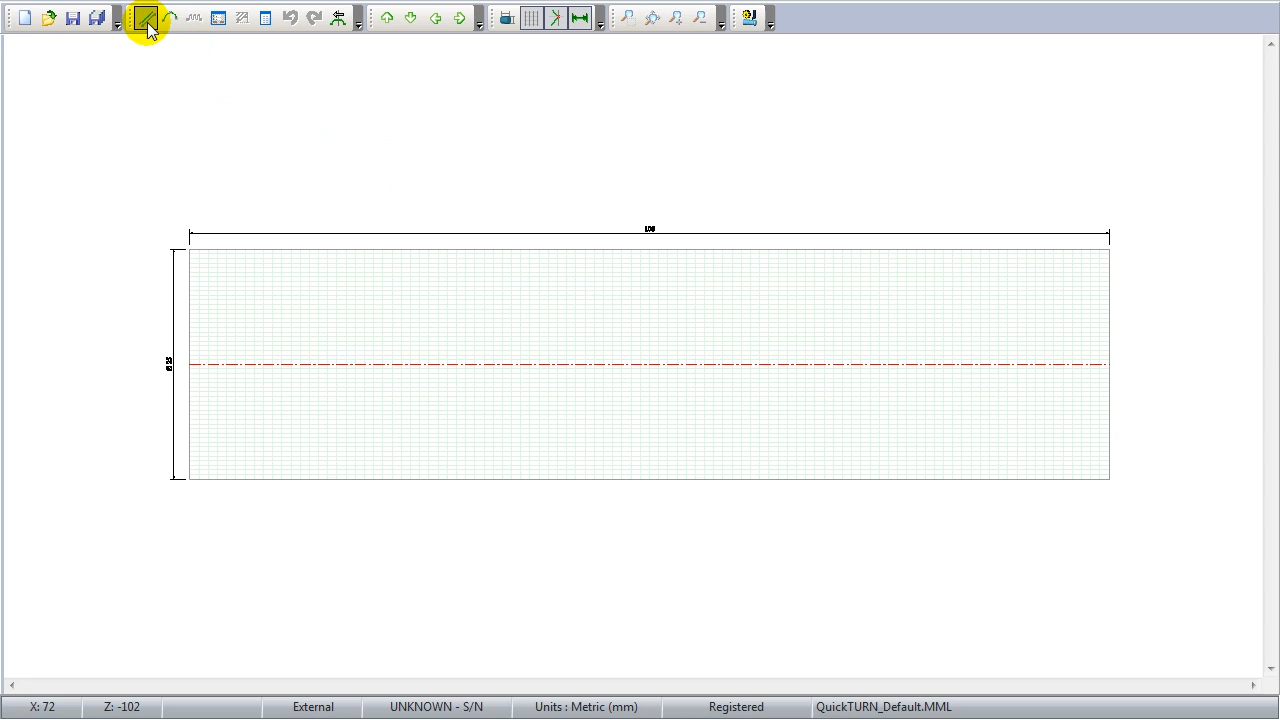 X: 72
Z: -102
External
UNKNOWN - S/N
Units : Metric (mm)
Registered
QuickTURN_Default.MML